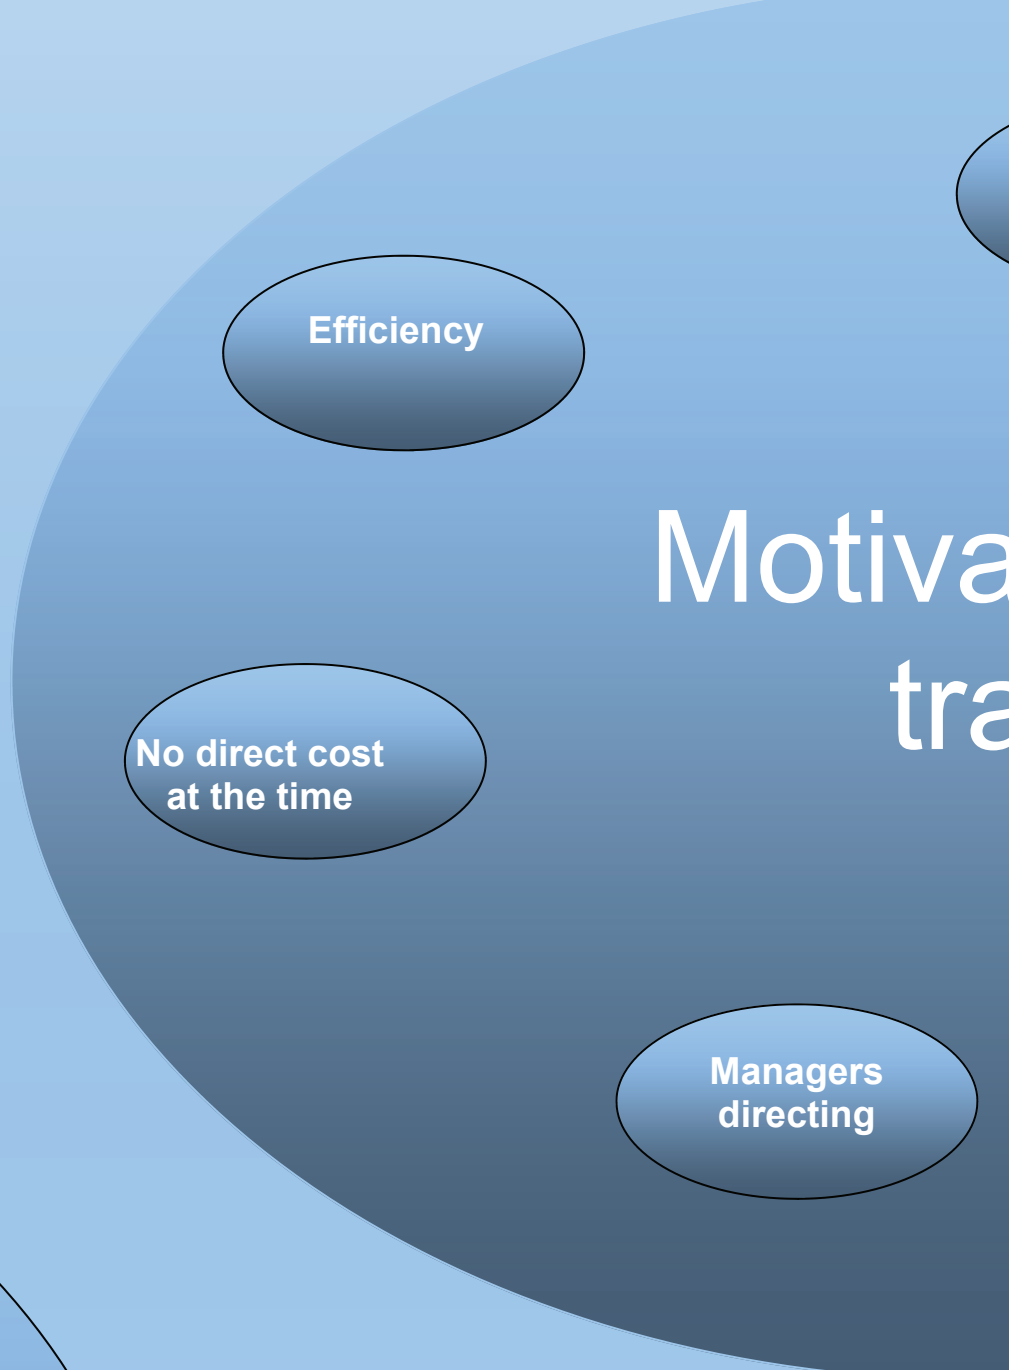 Efficiency
Motiva
tra
No direct cost
at the time
Managers
directing